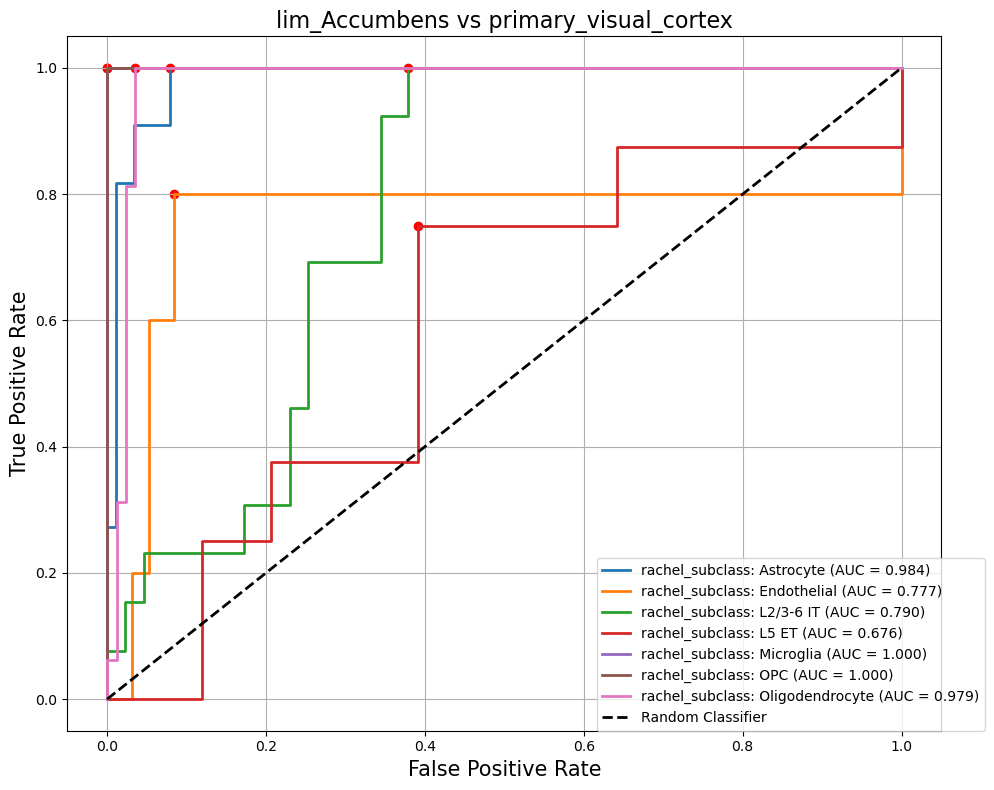 lim_Accumbens vs primary_visual_cortex
True Positive Rate
1.0
0.8
0.6
0.4
0.2
0.0
rachel_subclass: Astrocyte (AUC = 0.984)
rachel_subclass: Endothelial (AUC = 0.777)
rachel_subclass: L2/3-6 IT (AUC = 0.790)
rachel_subclass: L5 ET (AUC = 0.676)
rachel_subclass: Microglia (AUC = 1.000)
rachel_subclass: OPC (AUC = 1.000)
rachel_subclass: Oligodendrocyte (AUC = 0.979)
Random Classifier
0.0 0.2 0.4 0.6 0.8 1.0
False Positive Rate